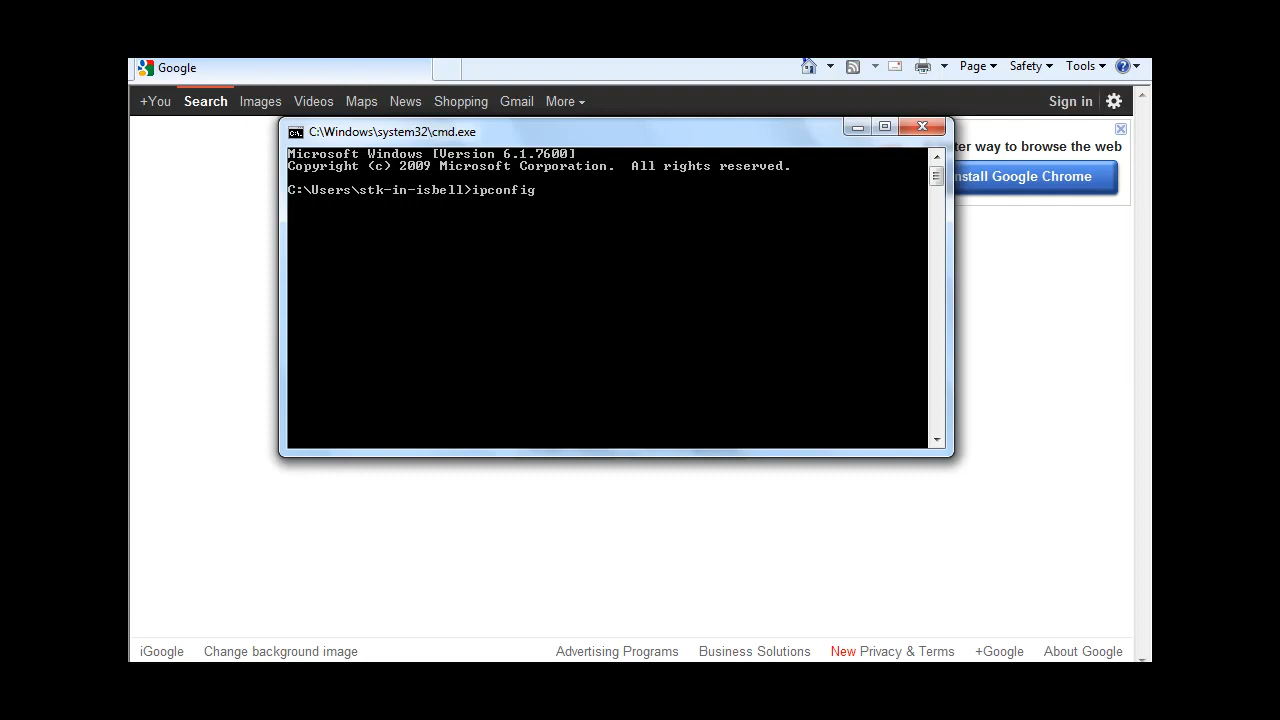 Google
Page Safety Tools
+You Search Images Videos Maps News Shopping Gmail More Sign in
C:\Windows\system32\cmd.exe
Microsoft Windows [Version 6.1.7600]
Copyright (c) 2009 Microsoft Corporation. All rights reserved.
C:\Users\stk-in-isbell>ipconfig
ter way to browse the web
nstall Google Chrome
iGoogle Change background image Advertising Programs Business Solutions New Privacy & Terms +Google About Google